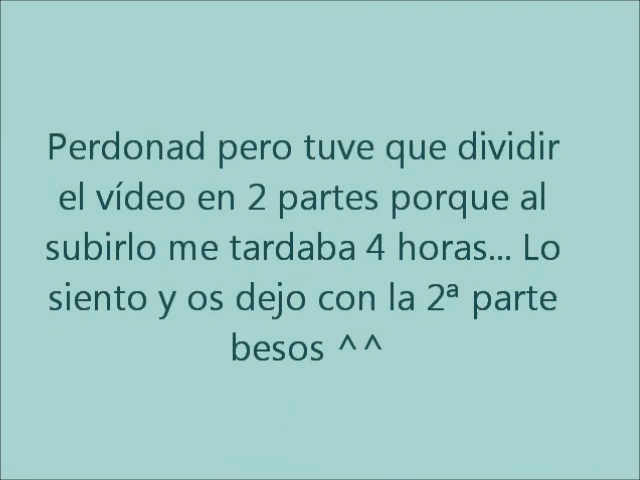 Perdonad pero tuve que dividir
el vídeo en 2 partes porque al
subirlo me tardaba 4 horas... Lo
siento y os dejo con la 2ª parte
besos ^^